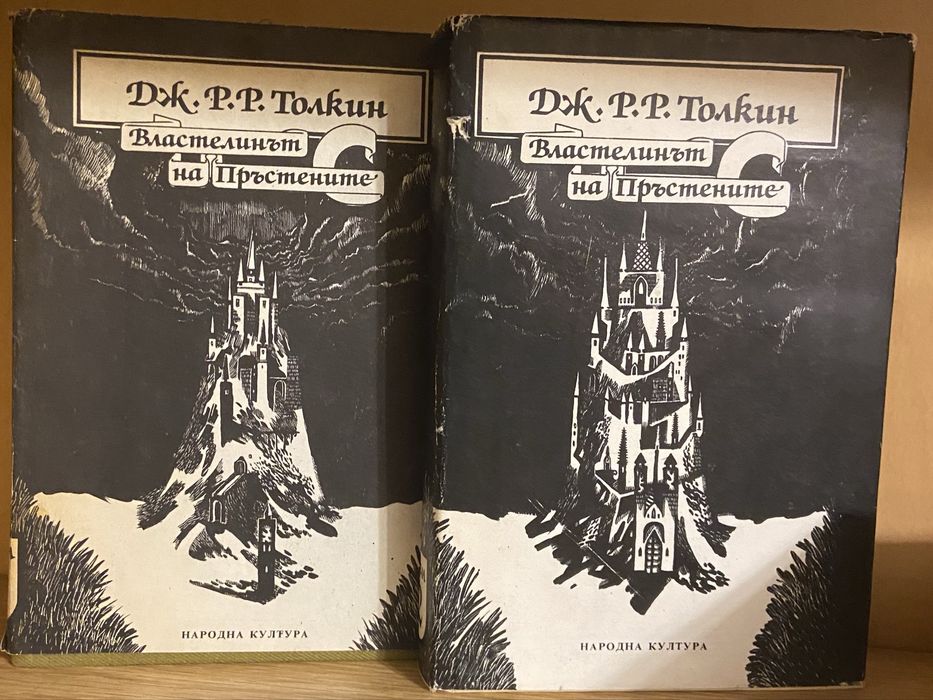 Дж. Р.Р. Толкин
Властелинът
на Пръстените
НАРОДНА КУЛТУРА
Дж. Р.Р. Толкин
Властелинът
на Пръстените
НАРОДНА КУЛТУРА